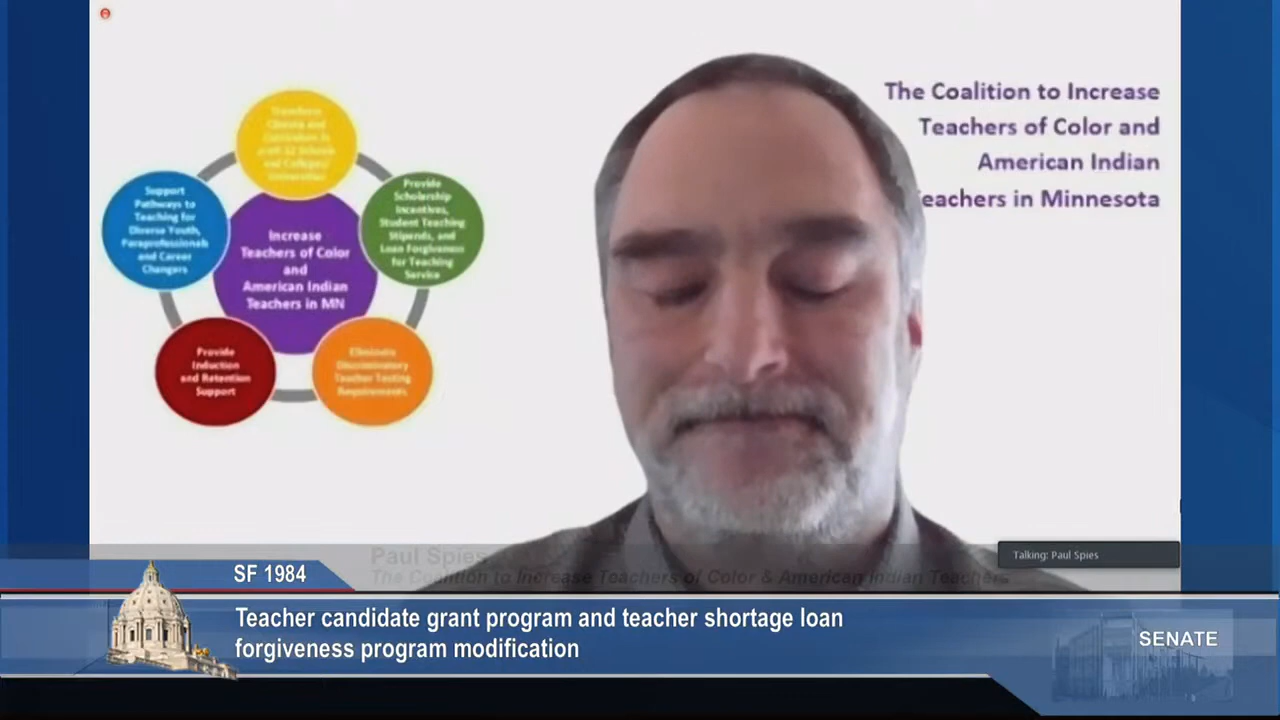 Transform
Climate and
Curriculum in
Schools
and Colleges/
Universities
Support
Pathways to
Teaching for
Diverse Youth,
Paraprofessionals
and Career
Changers
Provide
Scholarship
Incentives,
Student Teaching
Stipends, and
Loan Forgiveness
for Teaching
Service
Increase
Teachers of Color
and
American Indian
Teachers in MN
Provide
Induction
and Retention
Support
Eliminate
Discriminatory
Teacher Testing
Requirements
The Coalition to Increase
Teachers of Color and
American Indian
eachers in Minnesota
Paul Spies
The Coalition to Increase Teachers of Color & American Indian Teachers
Talking: Paul Spies
SF 1984
Teacher candidate grant program and teacher shortage loan
forgiveness program modification
SENATE